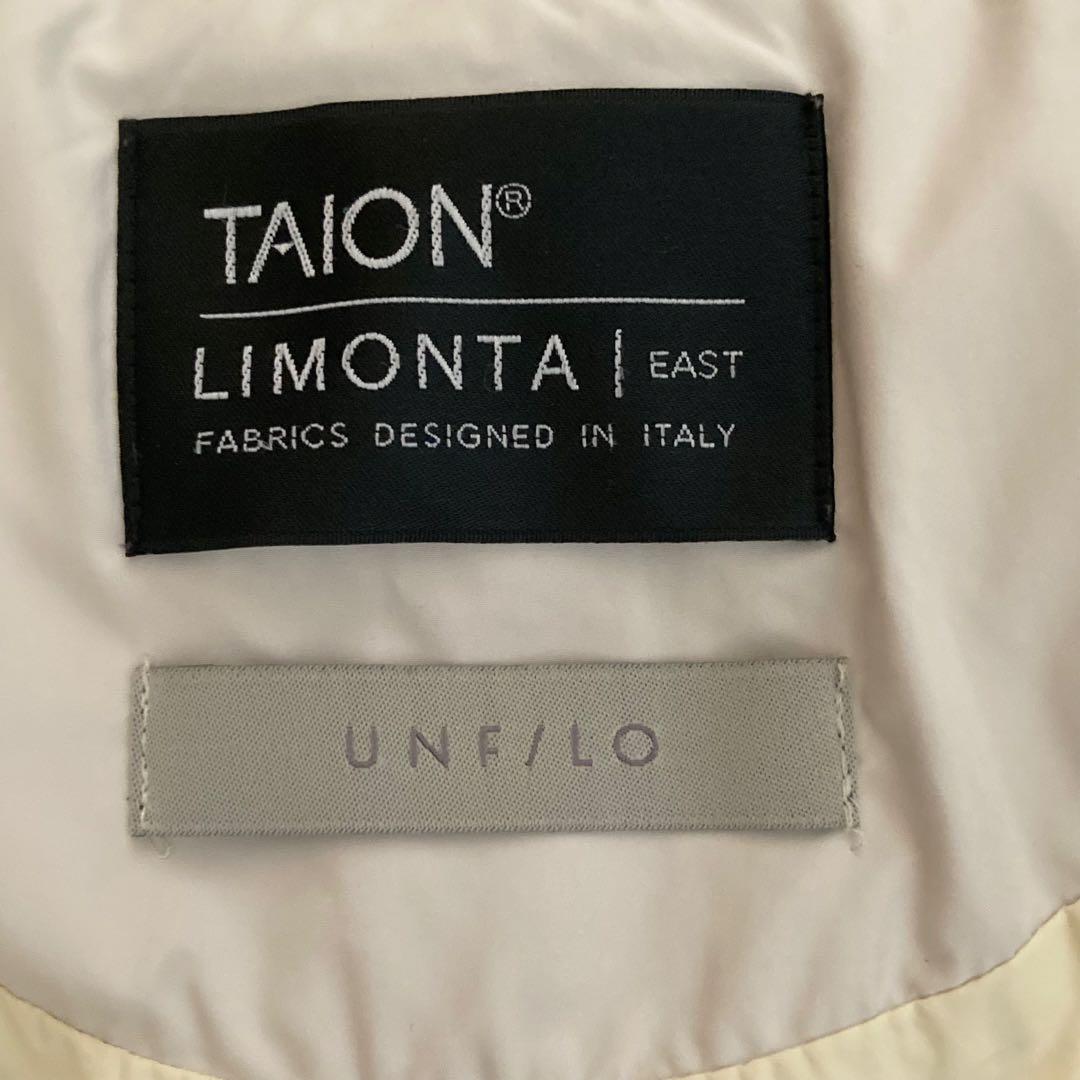 TAION®
LIMONTA | EAST
FABRICS DESIGNED IN ITALY
UNF/LO